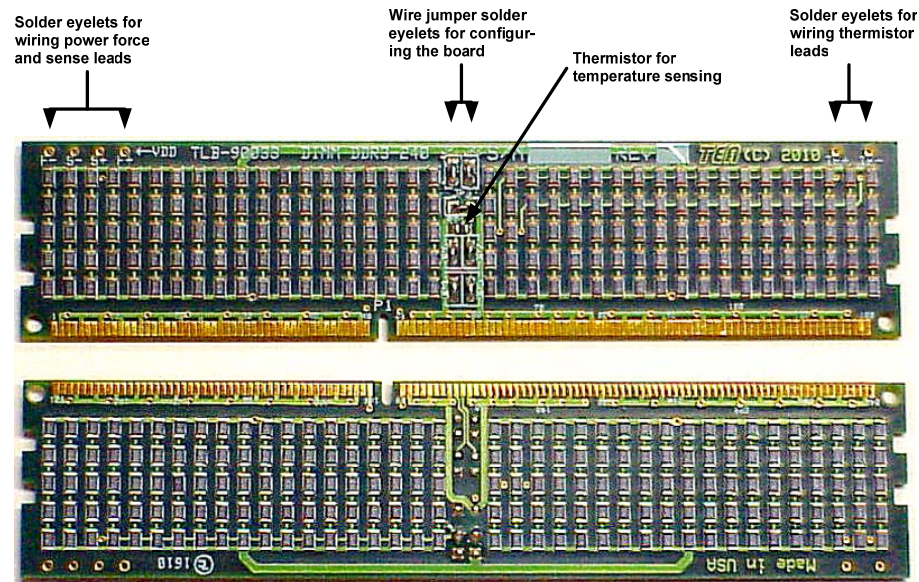 Solder eyelets for
wiring power force
and sense leads
Wire jumper solder
eyelets for configur-
ing the board
Thermistor for
temperature sensing
Solder eyelets for
wiring thermistor
leads
F- S- S+ F+ ←VDD TLB-900SS DIMM DDR3 240
REV
TEA (C) 2010
P1
1610
Made in USA